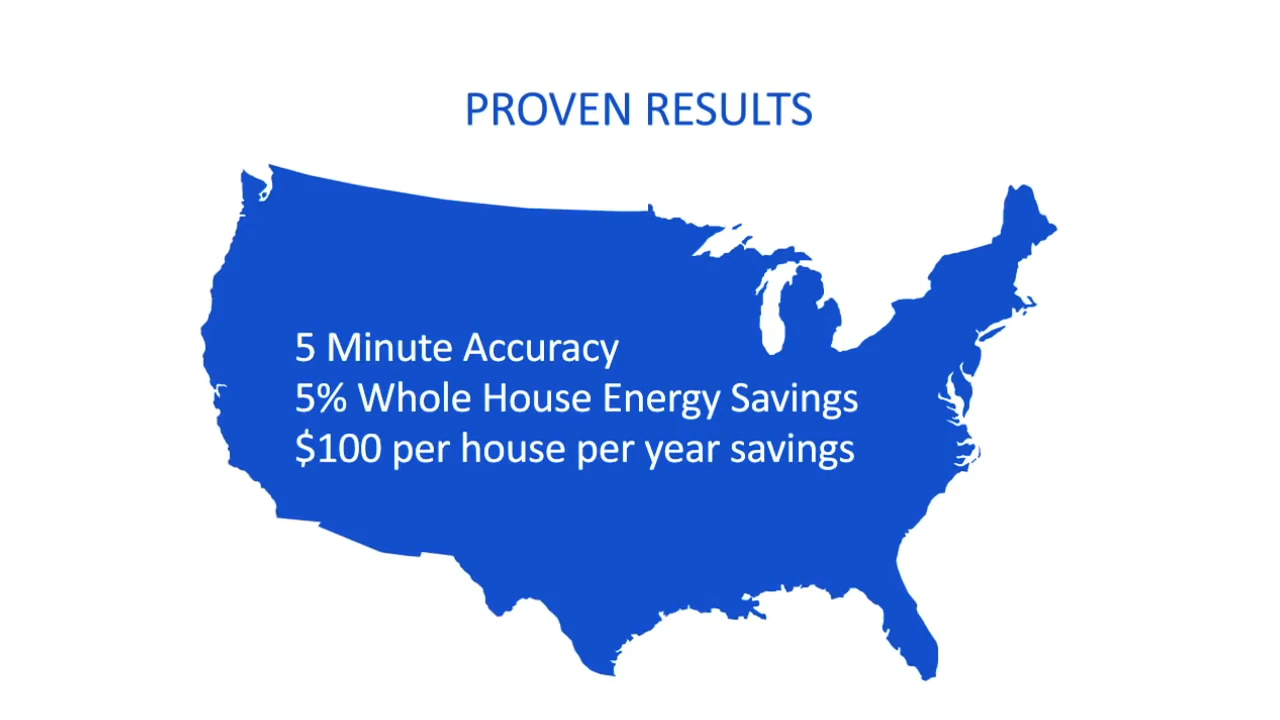 PROVEN RESULTS
5 Minute Accuracy
5% Whole House Energy Savings
$100 per house per year savings